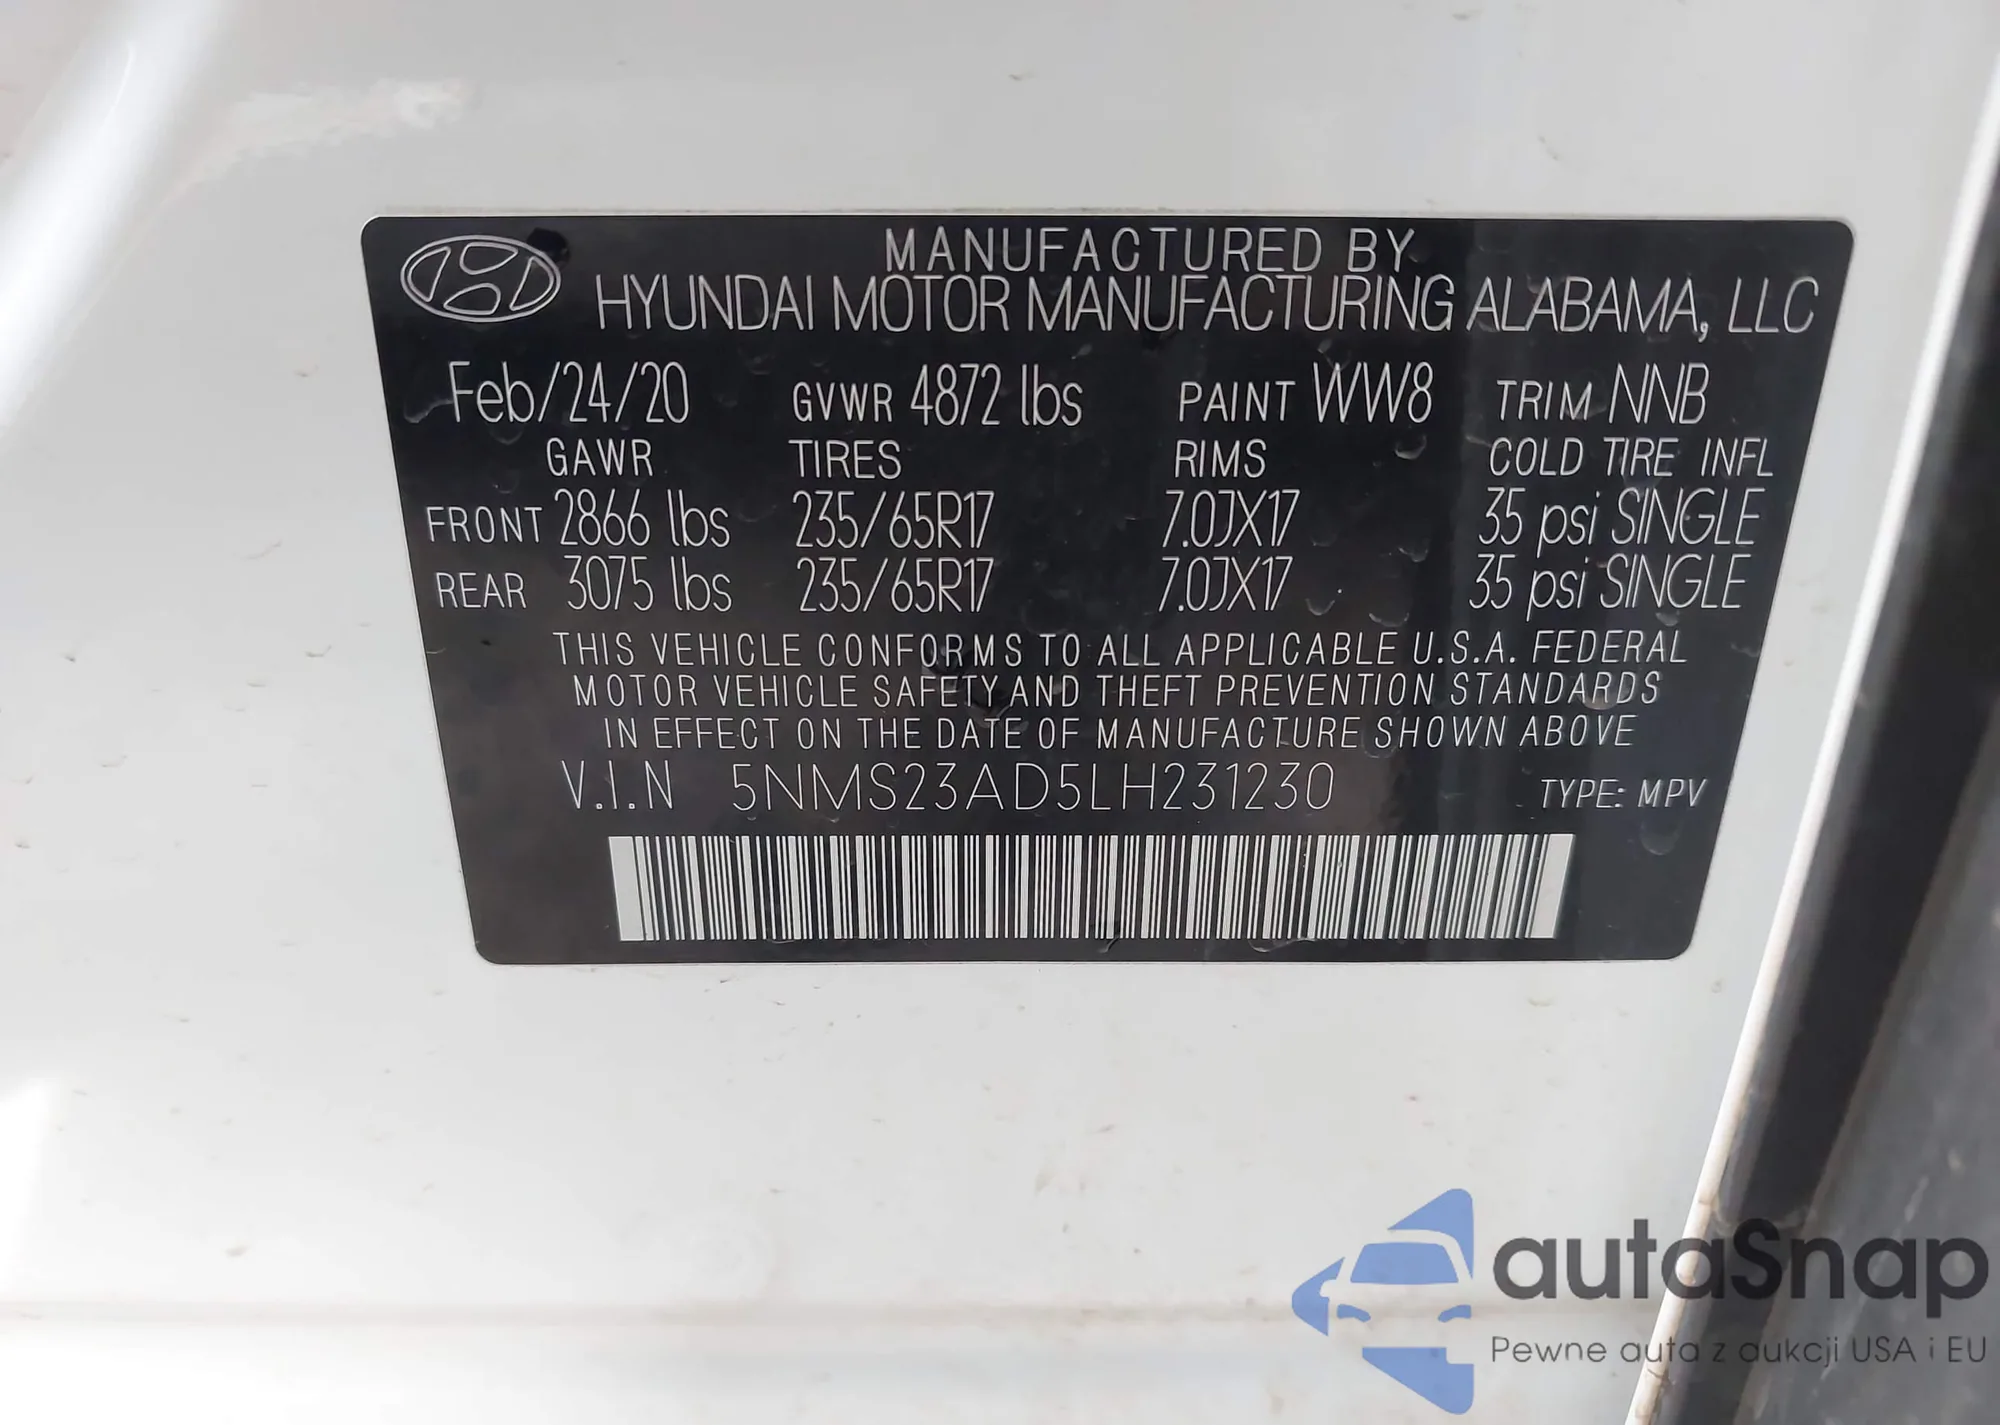 MANUFACTURED BY
HYUNDAI MOTOR MANUFACTURING ALABAMA, LLC
Feb/24/20 GVWR 4872 lbs PAINT WW8 TRIM NNB
GAWR TIRES RIMS COLD TIRE INFL
FRONT 2866 lbs 235/65R17 7.0JX17 35 psi SINGLE
REAR 3075 lbs 235/65R17 7.0JX17 35 psi SINGLE
THIS VEHICLE CONFORMS TO ALL APPLICABLE U.S.A. FEDERAL
MOTOR VEHICLE SAFETY AND THEFT PREVENTION STANDARDS
IN EFFECT ON THE DATE OF MANUFACTURE SHOWN ABOVE
V.I.N 5NMS23AD5LH231230 TYPE: MPV
autaSnap
Pewne auta z aukcji USA i EU